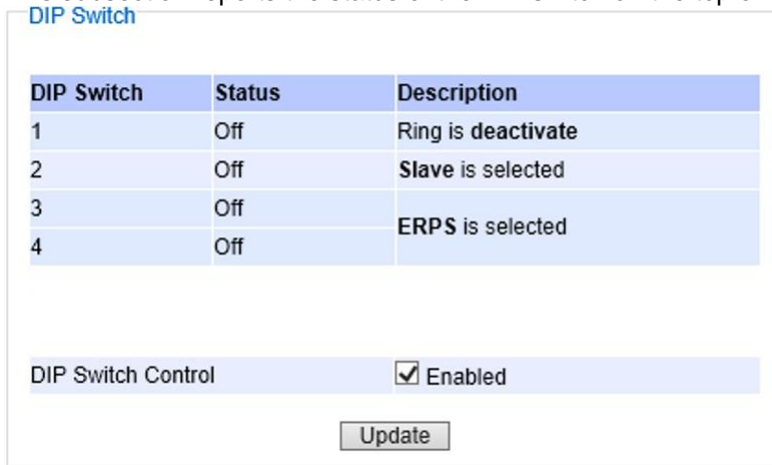 DIP Switch
DIP Switch Status Description
1 Off Ring is deactivate
2 Off Slave is selected
3 Off ERPS is selected
4 Off
DIP Switch Control Enabled
Update